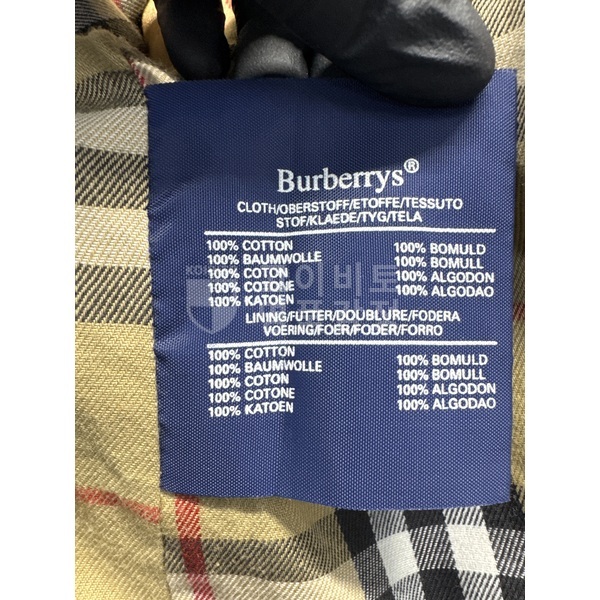 Burberrys®
CLOTH/OBERSTOFF/ETOFFE/TESSUTO
STOF/KLAEDE/TYG/TELA
100% COTTON 100% BOMULD
100% BAUMWOLLE 100% BOMULL
100% COTON 100% ALGODON
100% COTONE 100% ALGODAO
100% KATOEN
LINING/FUTTER/DOUBLURE/FODERA
VOERING/FOER/FODER/FORRO
100% COTTON 100% BOMULD
100% BAUMWOLLE 100% BOMULL
100% COTON 100% ALGODON
100% COTONE 100% ALGODAO
100% KATOEN